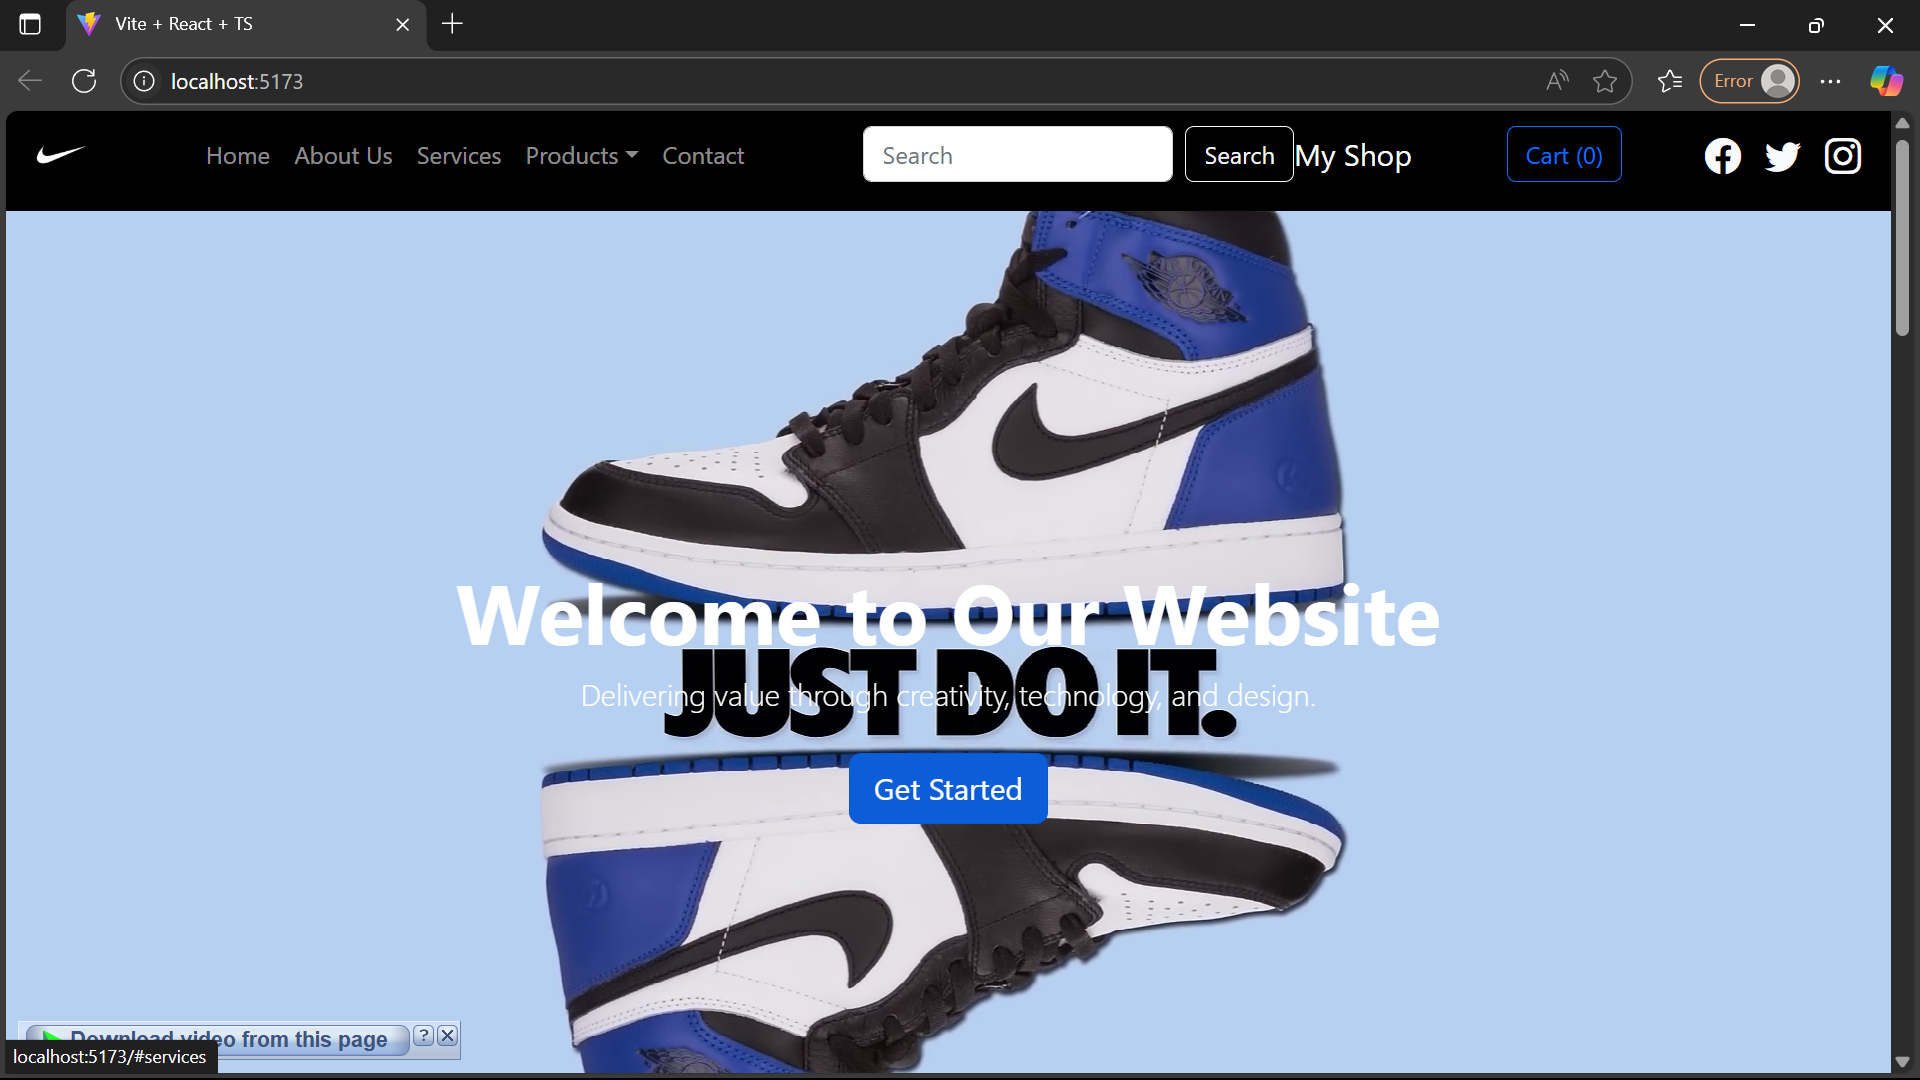 Vite + React + TS
localhost:5173
Error
Home About Us Services Products Contact Search Search My Shop Cart (0)
Welcome to Our Website
JUST DO IT.
Delivering value through creativity, technology, and design.
Get Started
Download video from this page ?
localhost:5173/#services